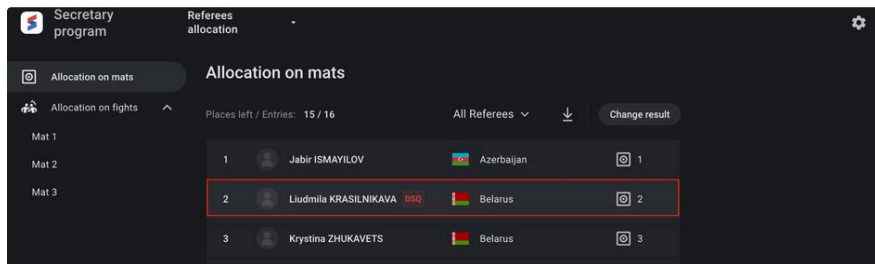 Secretary
program
Referees
allocation
Allocation on mats
Allocation on fights
Mat 1
Mat 2
Mat 3
Allocation on mats
Places left / Entries: 15 / 16
All Referees
Change result
1 Jabir ISMAYILOV Azerbaijan 1
2 Liudmila KRASILNIKAVA DSQ Belarus 2
3 Krystina ZHUKAVETS Belarus 3